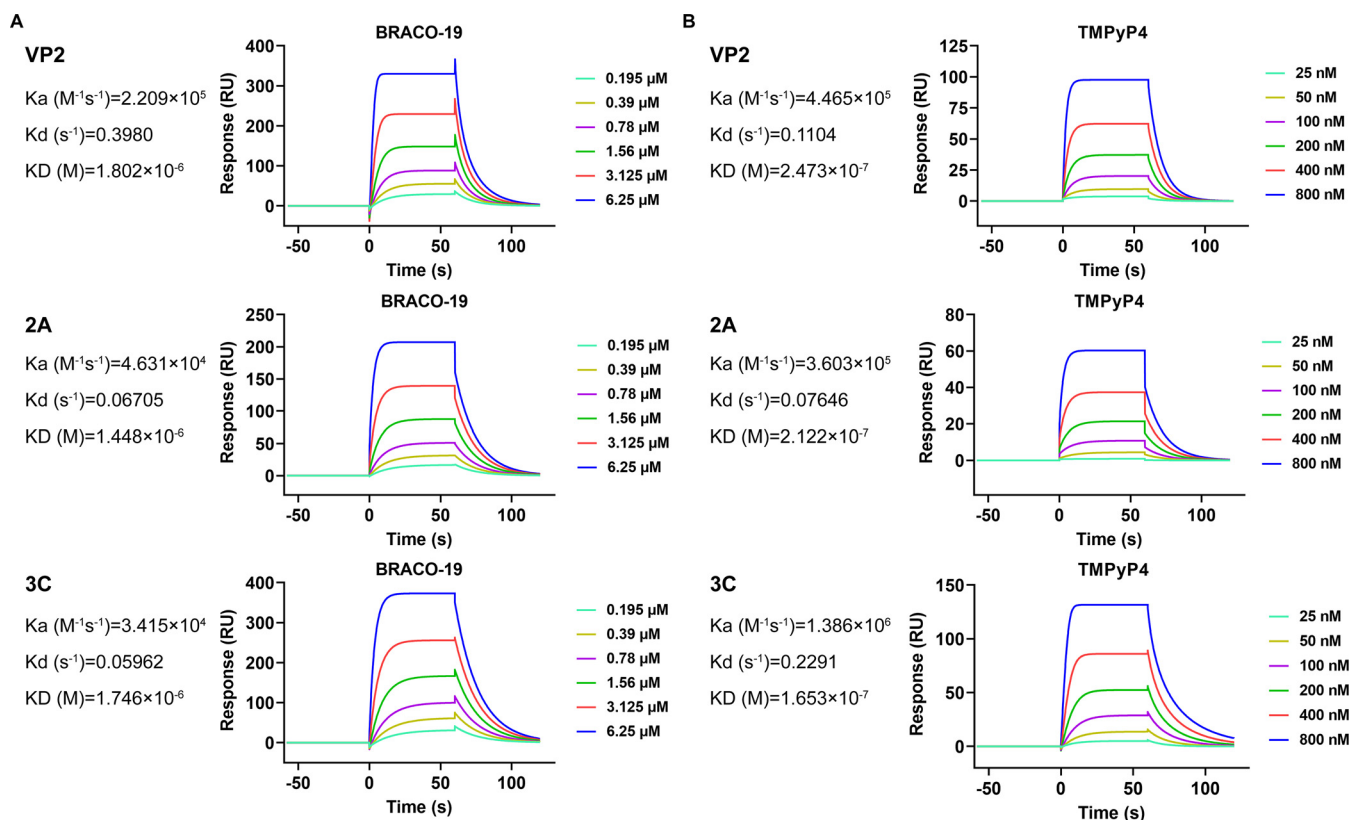 A
VP2
Ka (M⁻¹s⁻¹)=2.209×10⁵
Kd (s⁻¹)=0.3980
KD (M)=1.802×10⁻⁶
BRACO-19
Response (RU)
400
300
200
100
0
-50
0
50
100
Time (s)
0.195 µM
0.39 µM
0.78 µM
1.56 µM
3.125 µM
6.25 µM
2A
Ka (M⁻¹s⁻¹)=4.631×10⁴
Kd (s⁻¹)=0.06705
KD (M)=1.448×10⁻⁶
BRACO-19
Response (RU)
250
200
150
100
50
0
-50
0
50
100
Time (s)
0.195 µM
0.39 µM
0.78 µM
1.56 µM
3.125 µM
6.25 µM
3C
Ka (M⁻¹s⁻¹)=3.415×10⁴
Kd (s⁻¹)=0.05962
KD (M)=1.746×10⁻⁶
BRACO-19
Response (RU)
400
300
200
100
0
-50
0
50
100
Time (s)
0.195 µM
0.39 µM
0.78 µM
1.56 µM
3.125 µM
6.25 µM
B
VP2
Ka (M⁻¹s⁻¹)=4.465×10⁵
Kd (s⁻¹)=0.1104
KD (M)=2.473×10⁻⁷
TMPyP4
Response (RU)
125
100
75
50
25
0
-50
0
50
100
Time (s)
25 nM
50 nM
100 nM
200 nM
400 nM
800 nM
2A
Ka (M⁻¹s⁻¹)=3.603×10⁵
Kd (s⁻¹)=0.07646
KD (M)=2.122×10⁻⁷
TMPyP4
Response (RU)
80
60
40
20
0
-50
0
50
100
Time (s)
25 nM
50 nM
100 nM
200 nM
400 nM
800 nM
3C
Ka (M⁻¹s⁻¹)=1.386×10⁶
Kd (s⁻¹)=0.2291
KD (M)=1.653×10⁻⁷
TMPyP4
Response (RU)
150
100
50
0
-50
0
50
100
Time (s)
25 nM
50 nM
100 nM
200 nM
400 nM
800 nM